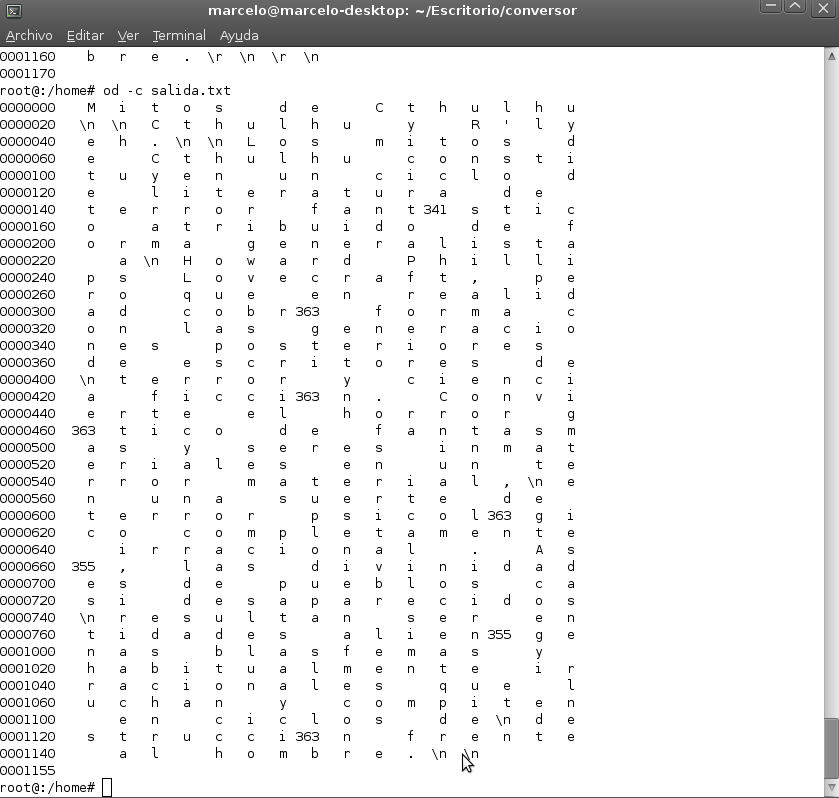 marcelo@marcelo-desktop: ~/Escritorio/conversor
Archivo Editar Ver Terminal Ayuda
0001160   b   r   e   .  \r  \n  \r  \n
0001170
root@:/home# od -c salida.txt
0000000   M   i   t   o   s       d   e       C   t   h   u   l   h   u
0000020  \n  \n   C   t   h   u   l   h   u       y       R   '   l   y
0000040   e   h   .  \n  \n   L   o   s       m   i   t   o   s       d
0000060   e       C   t   h   u   l   h   u       c   o   n   s   t   i
0000100   t   u   y   e   n       u   n       c   i   c   l   o       d
0000120   e       l   i   t   e   r   a   t   u   r   a       d   e
0000140   t   e   r   r   o   r       f   a   n   t 341   s   t   i   c
0000160   o       a   t   r   i   b   u   i   d   o       d   e       f
0000200   o   r   m   a       g   e   n   e   r   a   l   i   s   t   a
0000220       a  \n   H   o   w   a   r   d       P   h   i   l   l   i
0000240   p   s       L   o   v   e   c   r   a   f   t   ,       p   e
0000260   r   o       q   u   e       e   n       r   e   a   l   i   d
0000300   a   d       c   o   b   r 363       f   o   r   m   a       c
0000320   o   n       l   a   s       g   e   n   e   r   a   c   i   o
0000340   n   e   s       p   o   s   t   e   r   i   o   r   e   s
0000360   d   e       e   s   c   r   i   t   o   r   e   s       d   e
0000400  \n   t   e   r   r   o   r       y       c   i   e   n   c   i
0000420   a       f   i   c   c   i 363   n   .       C   o   n   v   i
0000440   e   r   t   e       e   l       h   o   r   r   o   r       g
0000460 363   t   i   c   o       d   e       f   a   n   t   a   s   m
0000500   a   s       y       s   e   r   e   s       i   n   m   a   t
0000520   e   r   i   a   l   e   s       e   n       u   n       t   e
0000540   r   r   o   r       m   a   t   e   r   i   a   l   ,  \n   e
0000560   n       u   n   a       s   u   e   r   t   e       d   e
0000600   t   e   r   r   o   r       p   s   i   c   o   l 363   g   i
0000620   c   o       c   o   m   p   l   e   t   a   m   e   n   t   e
0000640       i   r   r   a   c   i   o   n   a   l       .       A   s
0000660 355   ,       l   a   s       d   i   v   i   n   i   d   a   d
0000700   e   s       d   e       p   u   e   b   l   o   s       c   a
0000720   s   i       d   e   s   a   p   a   r   e   c   i   d   o   s
0000740  \n   r   e   s   u   l   t   a   n       s   e   r       e   n
0000760   t   i   d   a   d   e   s       a   l   i   e   n 355   g   e
0001000   n   a   s       b   l   a   s   f   e   m   a   s       y
0001020   h   a   b   i   t   u   a   l   m   e   n   t   e       i   r
0001040   r   a   c   i   o   n   a   l   e   s       q   u   e       l
0001060   u   c   h   a   n       y       c   o   m   p   i   t   e   n
0001100       e   n       c   i   c   l   o   s       d   e  \n   d   e
0001120   s   t   r   u   c   c   i 363   n       f   r   e   n   t   e
0001140       a   l       h   o   m   b   r   e   .  \n  \n
0001155
root@:/home#